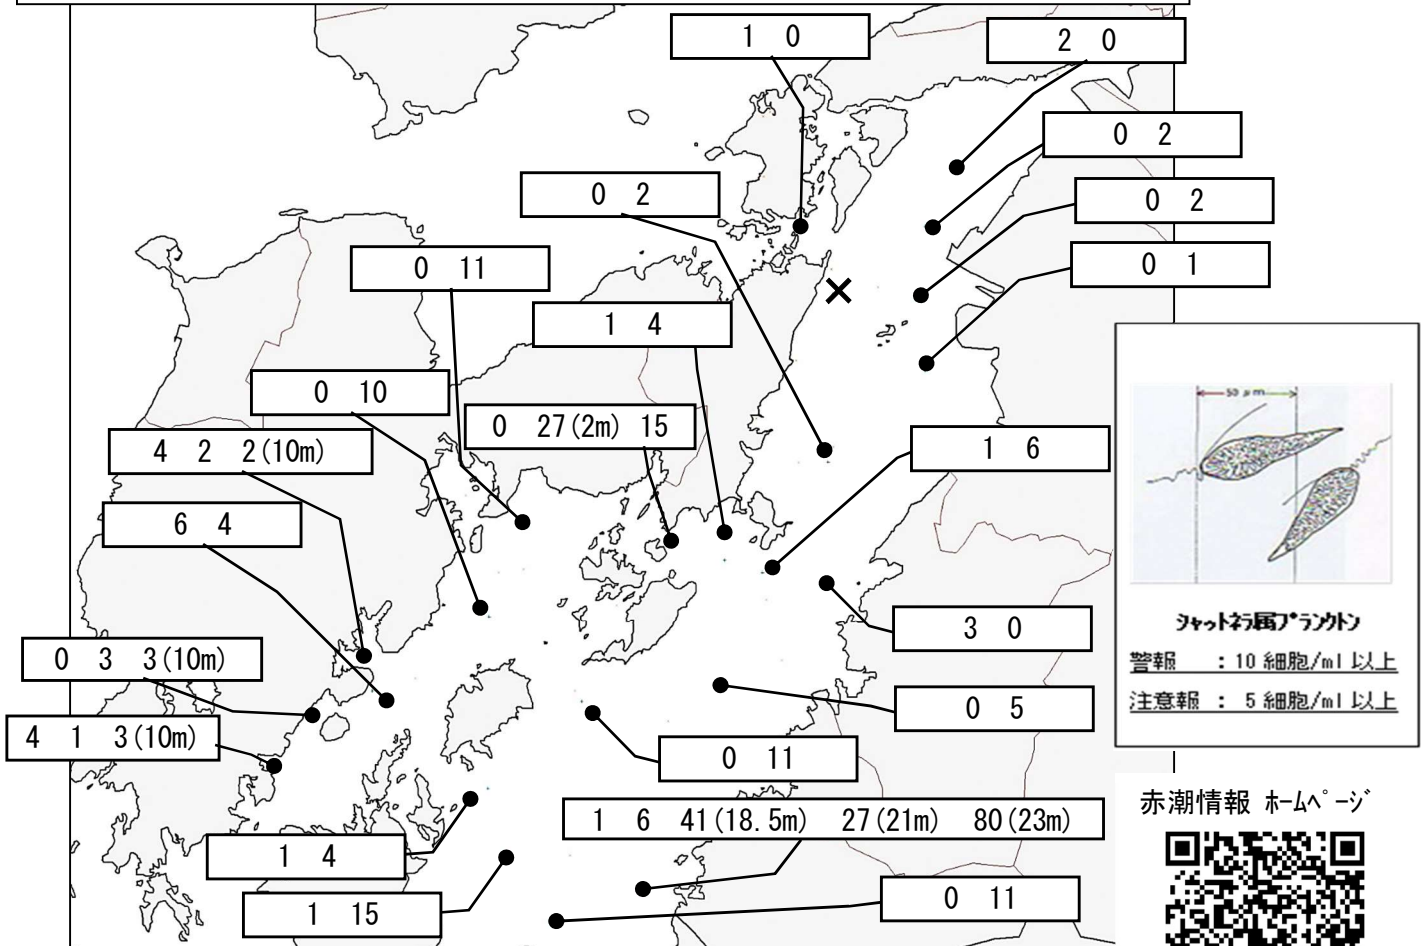 1 0
2 0
0 2
0 2
0 2
0 11
0 1
1 4
0 10
0 27(2m) 15
4 2 2(10m)
1 6
6 4
3 0
0 3 3(10m)
0 5
4 1 3(10m)
0 11
1 6 41(18.5m) 27(21m) 80(23m)
1 4
1 15
0 11
50 μm
シャットネラ属プランクトン
警報 : 10 細胞/ml 以上
注意報 : 5 細胞/ml 以上
赤潮情報 ホームページ